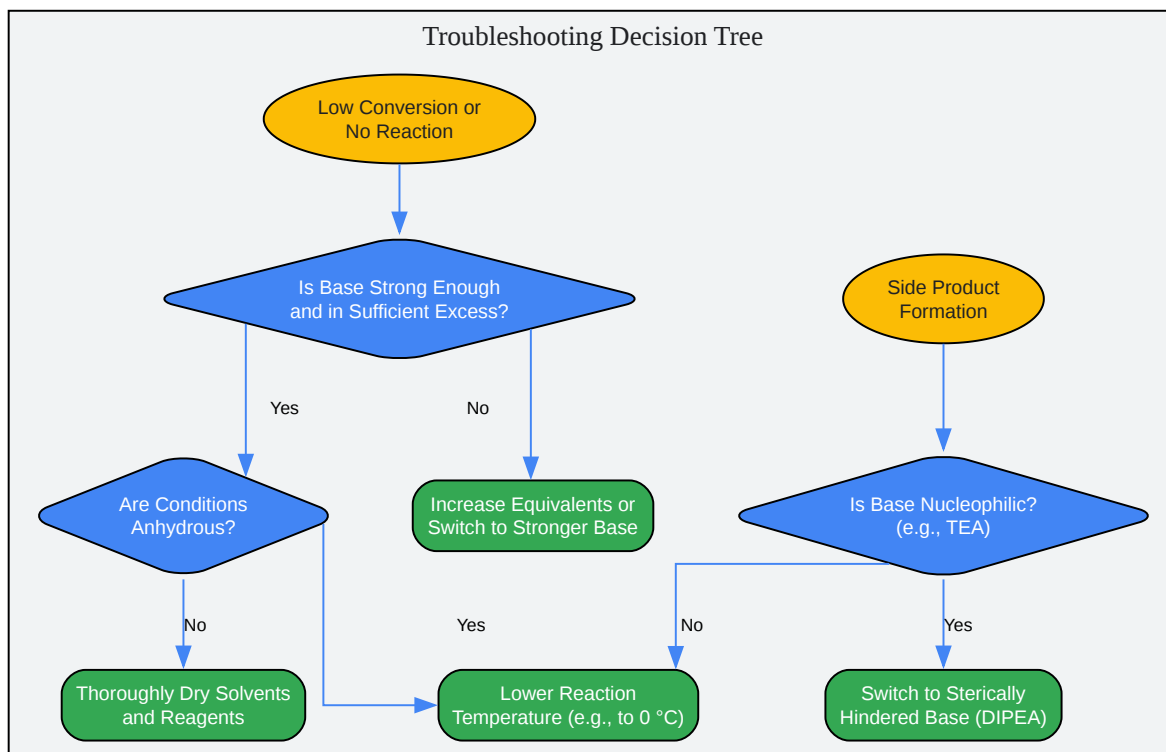 Troubleshooting Decision Tree
Low Conversion or
No Reaction
Is Base Strong Enough
and in Sufficient Excess?
Side Product
Formation
Yes
No
Are Conditions
Anhydrous?
Increase Equivalents or
Switch to Stronger Base
Is Base Nucleophilic?
(e.g., TEA)
No
Yes
No
Yes
Thoroughly Dry Solvents
and Reagents
Lower Reaction
Temperature (e.g., to 0 °C)
Switch to Sterically
Hindered Base (DIPEA)